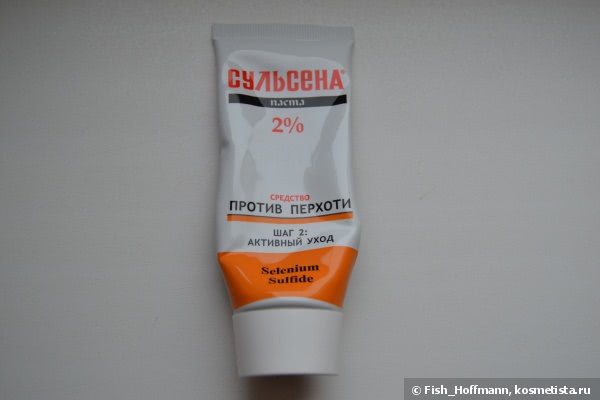 СУЛЬСЕНА®
паста
2%
СРЕДСТВО
ПРОТИВ ПЕРХОТИ
ШАГ 2:
АКТИВНЫЙ УХОД
Selenium
Sulfide
© Fish_Hoffmann, kosmetista.ru